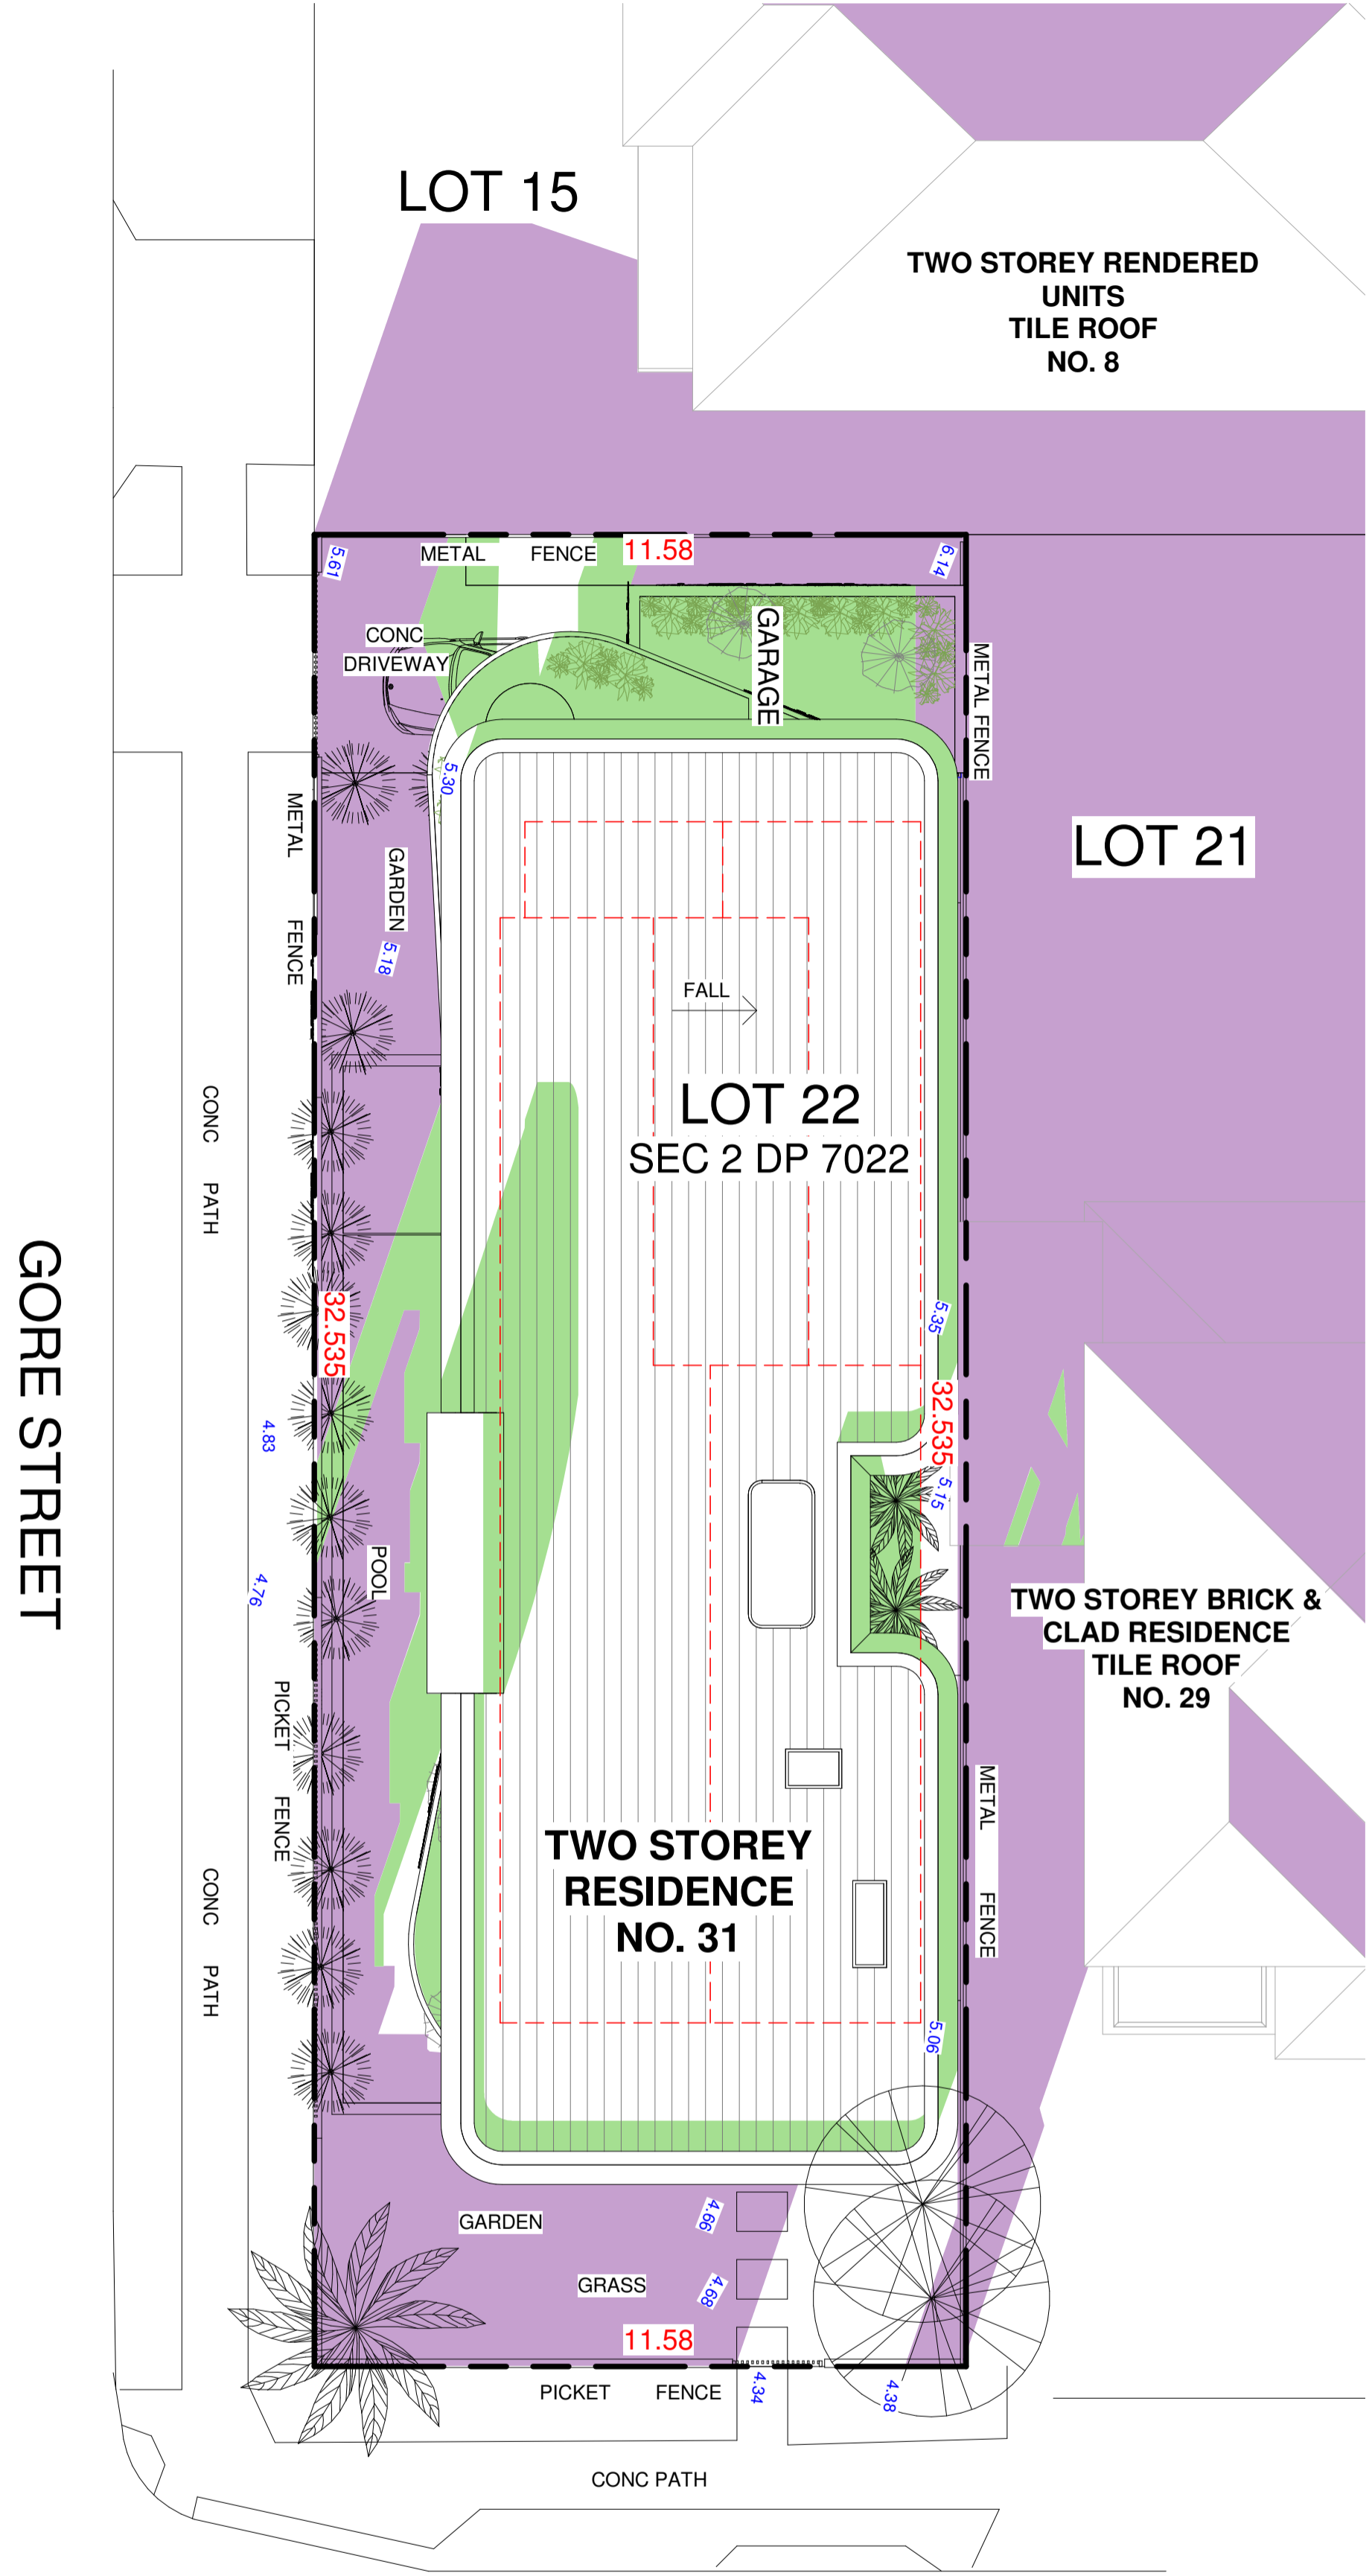 LOT 15
TWO STOREY RENDERED
UNITS
TILE ROOF
NO. 8
METAL FENCE
11.58
5.61
6.14
CONC
DRIVEWAY
GARAGE
METAL FENCE
5.30
METAL FENCE
GARDEN
5.18
LOT 21
FALL
LOT 22
SEC 2 DP 7022
CONC PATH
GORE STREET
32.535
5.35
32.535
4.83
5.15
4.76
POOL
TWO STOREY BRICK &
CLAD RESIDENCE
TILE ROOF
NO. 29
PICKET FENCE
METAL FENCE
TWO STOREY
RESIDENCE
NO. 31
CONC PATH
5.06
GARDEN
4.66
GRASS
4.68
11.58
PICKET FENCE
4.34
4.38
CONC PATH